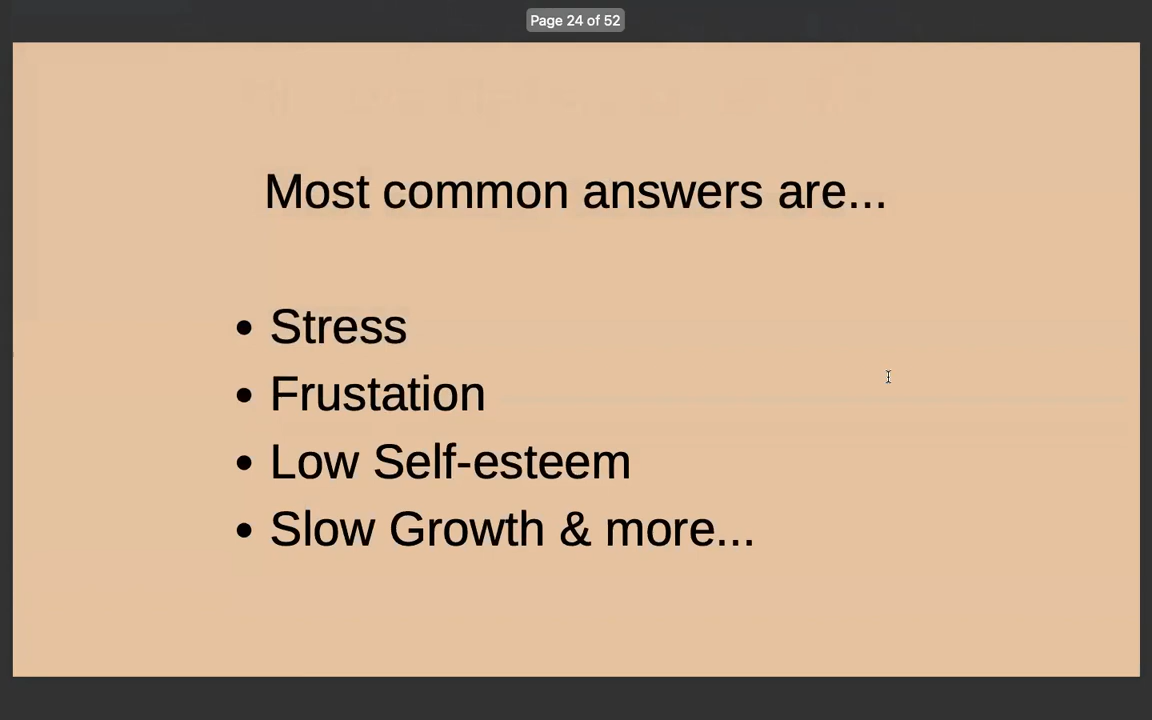 Page 24 of 52
Most common answers are...
• Stress
• Frustation
• Low Self-esteem
• Slow Growth & more...